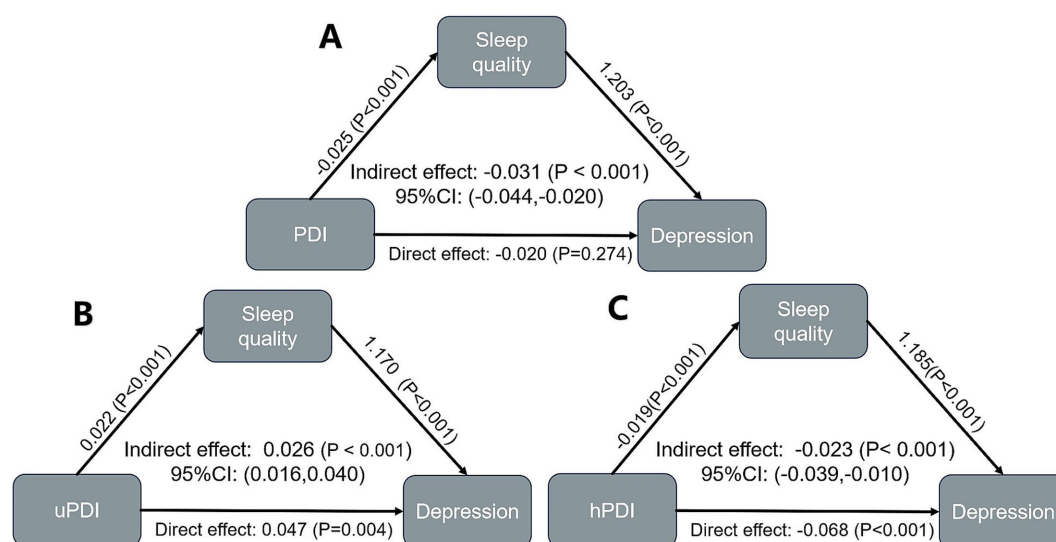 A
Sleep
quality
-0.025 (P<0.001)
1.203 (P<0.001)
Indirect effect: -0.031 (P < 0.001)
95%CI: (-0.044,-0.020)
PDI
Depression
Direct effect: -0.020 (P=0.274)
B
Sleep
quality
0.022 (P<0.001)
1.170 (P<0.001)
Indirect effect: 0.026 (P < 0.001)
95%CI: (0.016,0.040)
uPDI
Depression
Direct effect: 0.047 (P=0.004)
C
Sleep
quality
-0.019(P<0.001)
1.185(P<0.001)
Indirect effect: -0.023 (P< 0.001)
95%CI: (-0.039,-0.010)
hPDI
Depression
Direct effect: -0.068 (P<0.001)